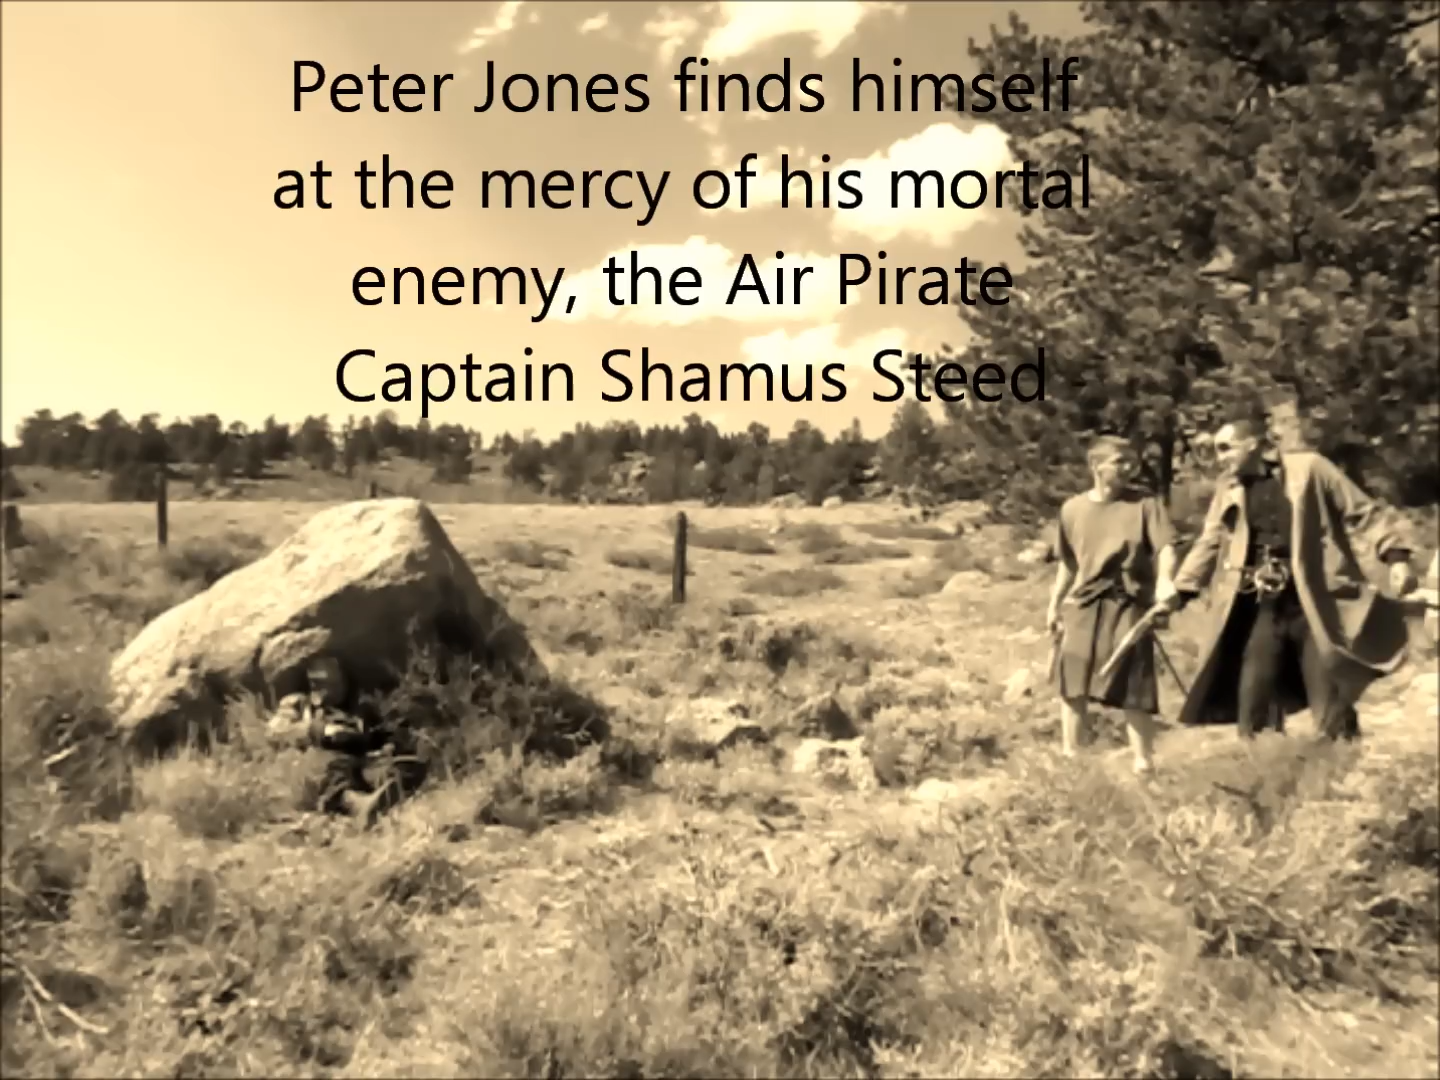 Peter Jones finds himself
at the mercy of his mortal
enemy, the Air Pirate
Captain Shamus Steed